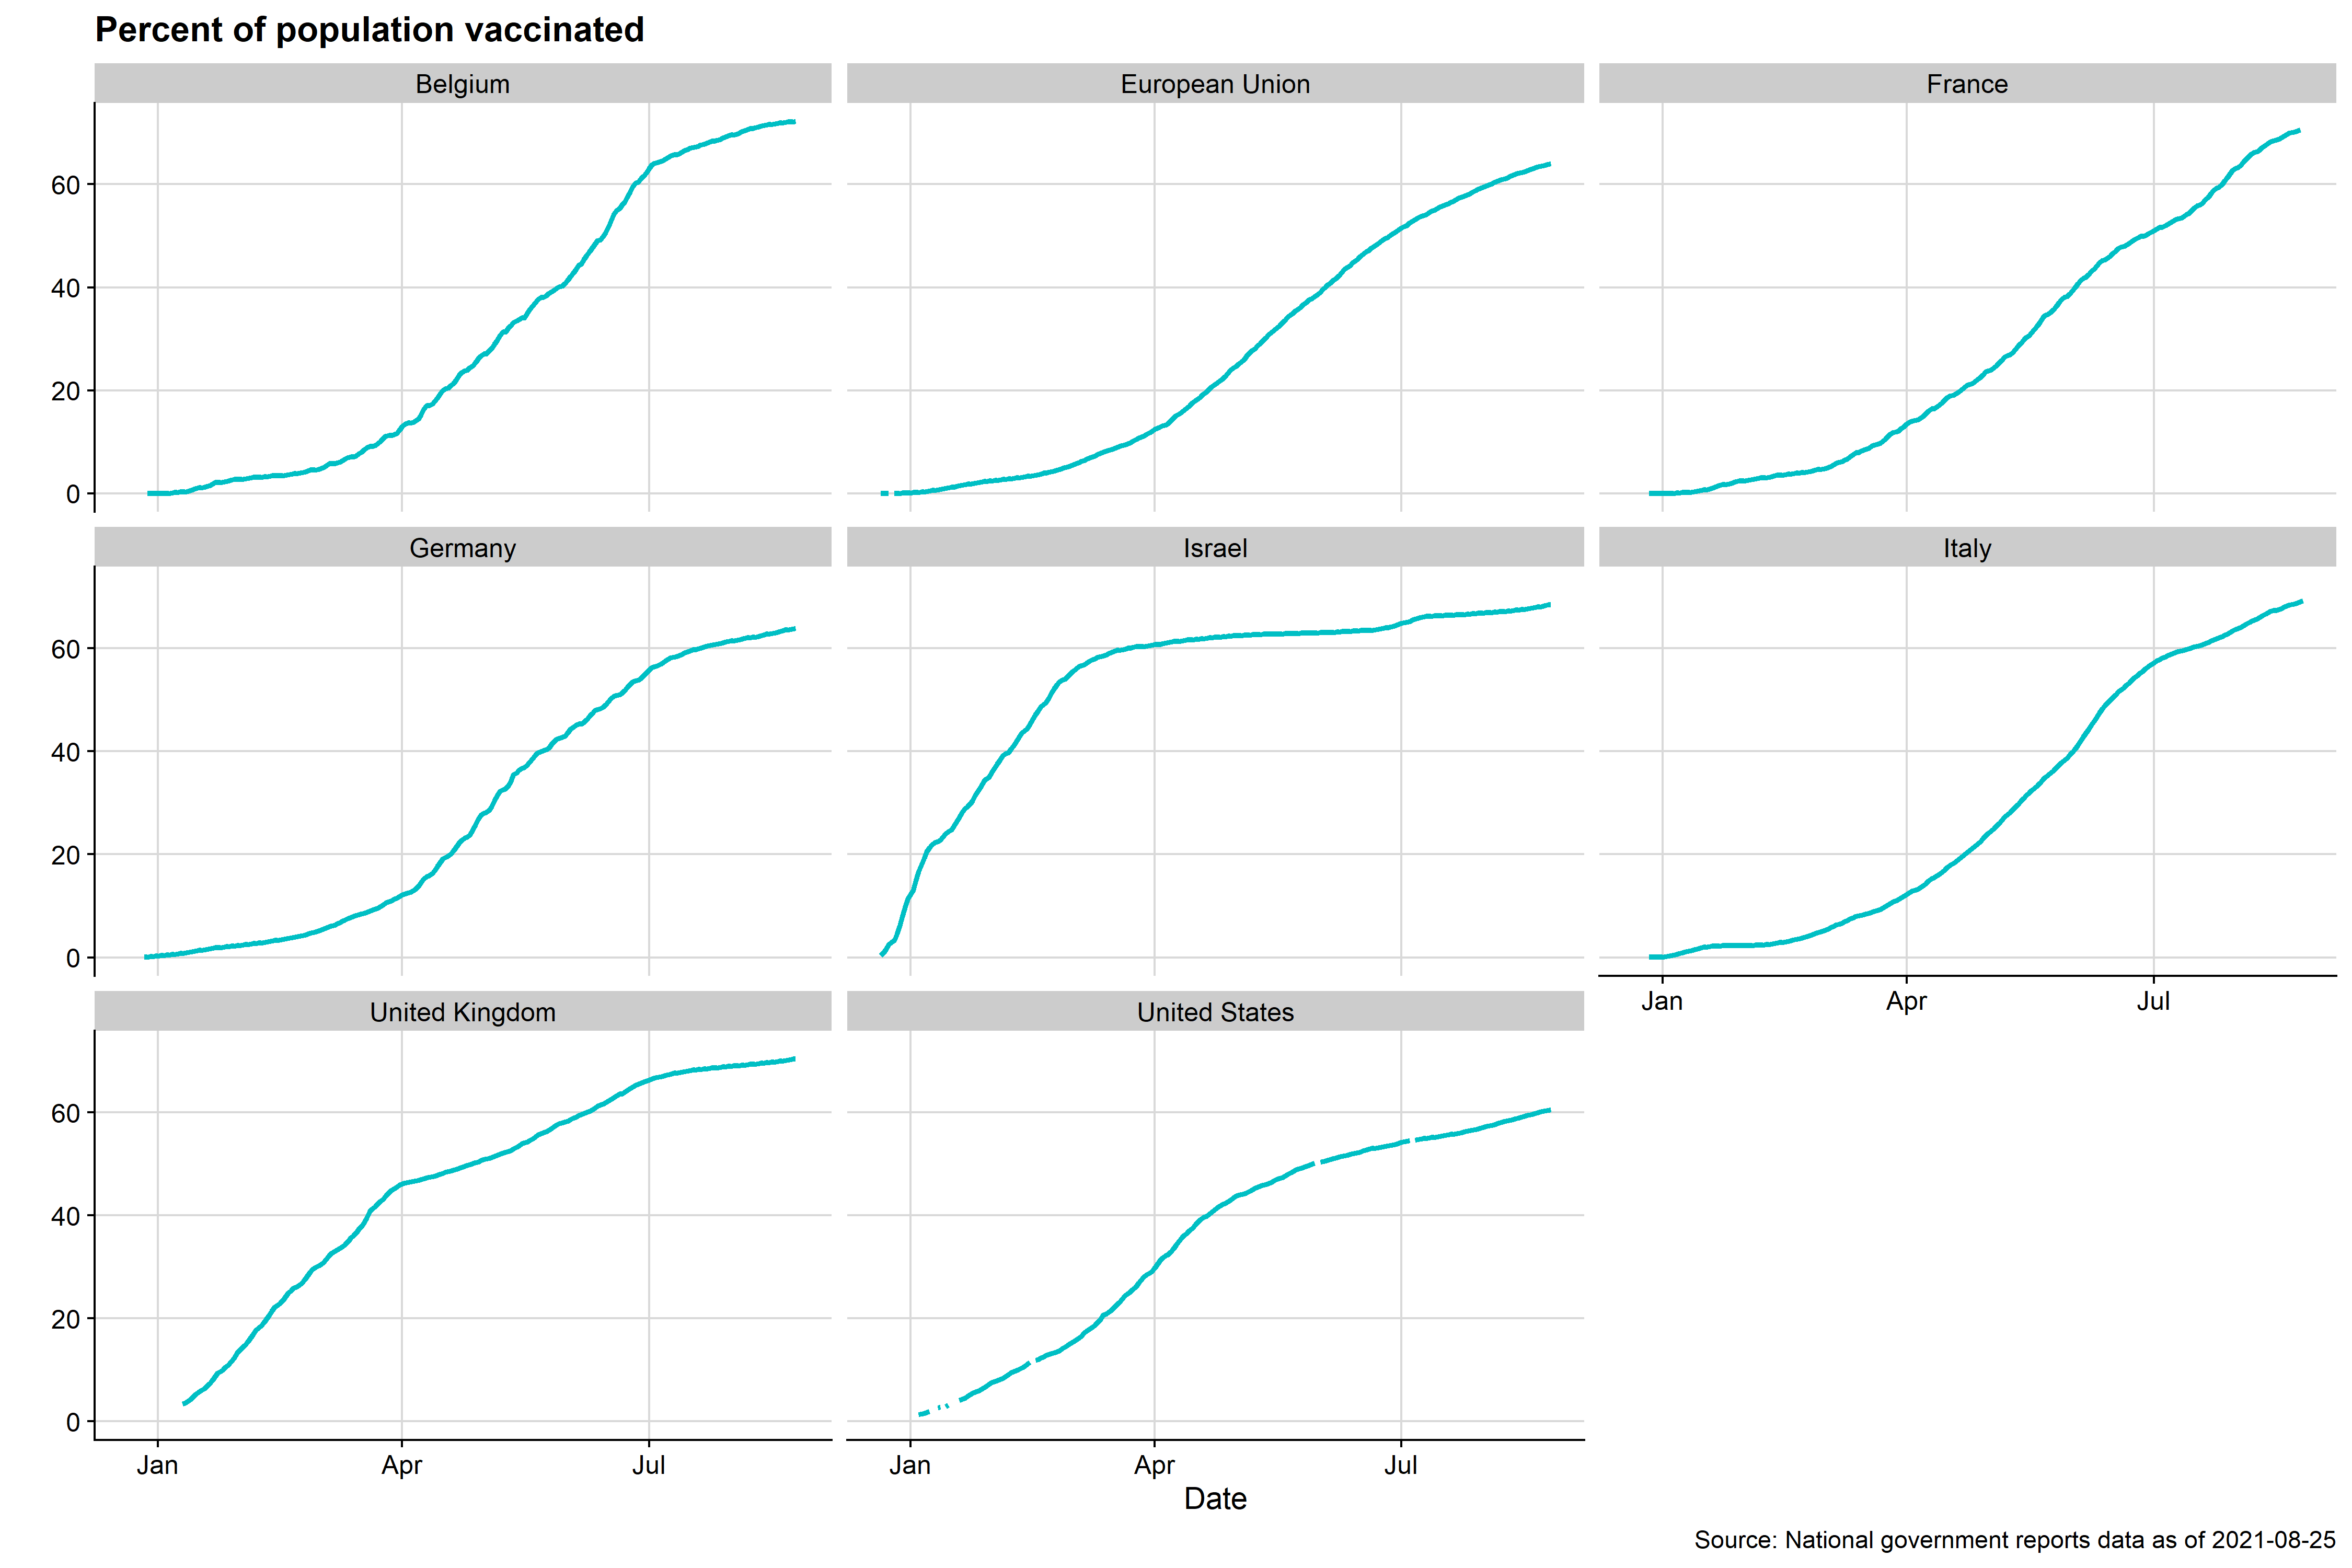 Percent of population vaccinated
Belgium
European Union
France
60
40
20
0
Germany
Israel
Italy
60
40
20
0
Jan
Apr
Jul
United Kingdom
United States
60
40
20
0
Jan
Apr
Jul
Jan
Apr
Jul
Date
Source: National government reports data as of 2021-08-25